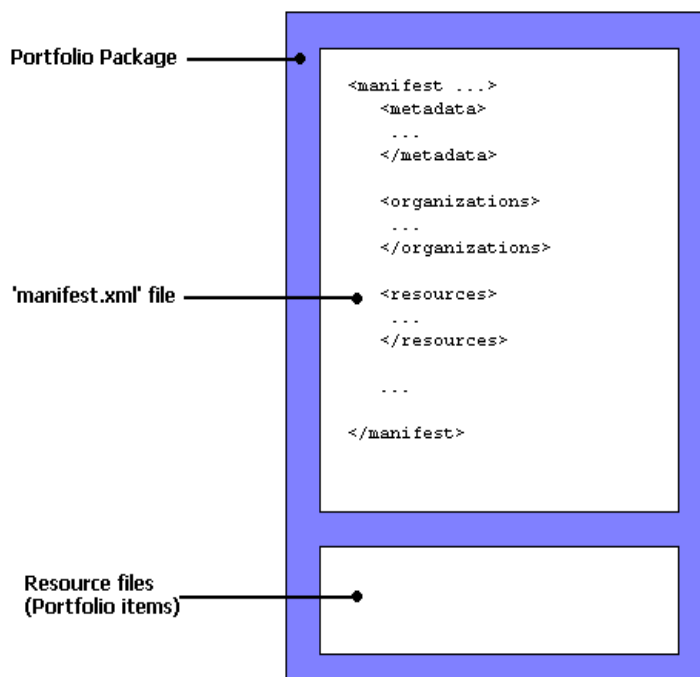 Portfolio Package
<manifest ...>
<metadata>
...
</metadata>
<organizations>
...
</organizations>
'manifest.xml' file
<resources>
...
</resources>
...
</manifest>
Resource files
(Portfolio items)